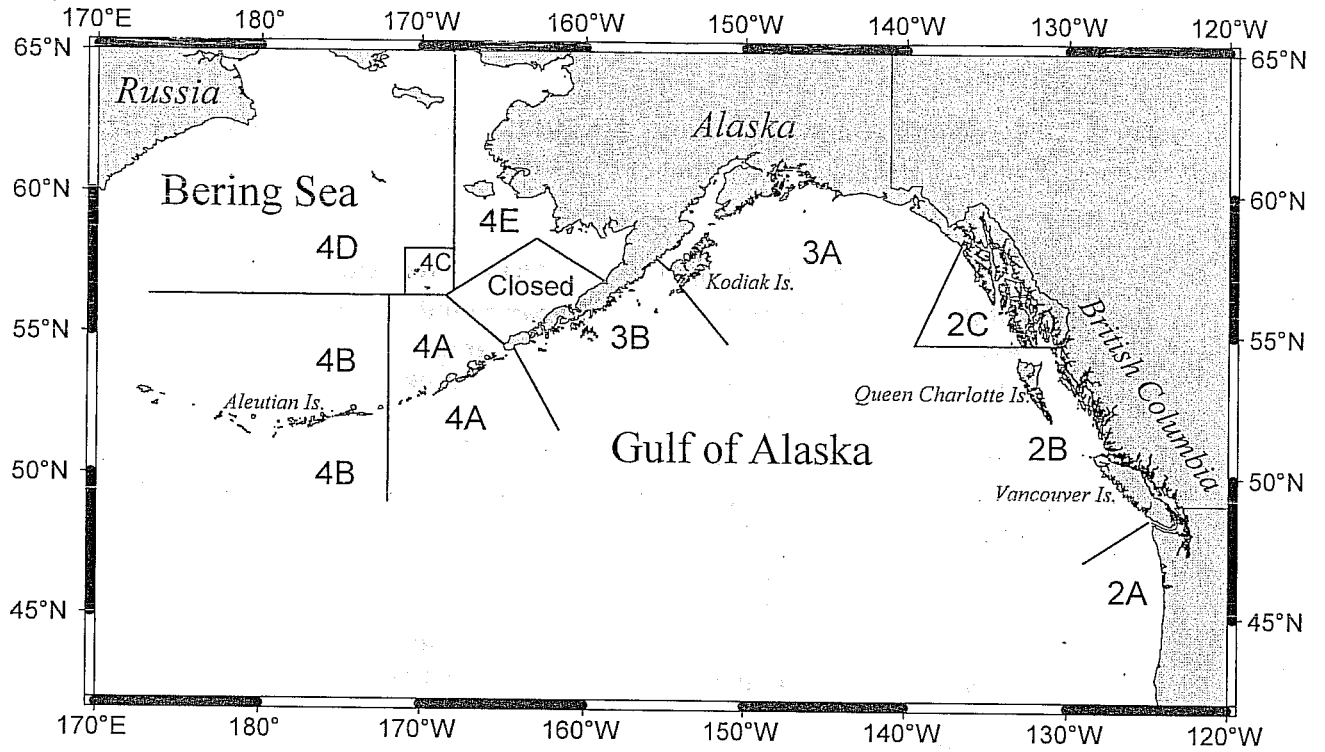 170°E 180° 170°W 160°W 150°W 140°W 130°W 120°W
65°N 65°N
Russia
Alaska
60°N 60°N
Bering Sea
4E
4D
4C
3A
Closed
Kodiak Is.
55°N 55°N
4B
4A
3B
2C
British Columbia
Aleutian Is.
4A
Queen Charlotte Is.
Gulf of Alaska
2B
50°N 50°N
4B
Vancouver Is.
2A
45°N 45°N
170°E 180° 170°W 160°W 150°W 140°W 130°W 120°W